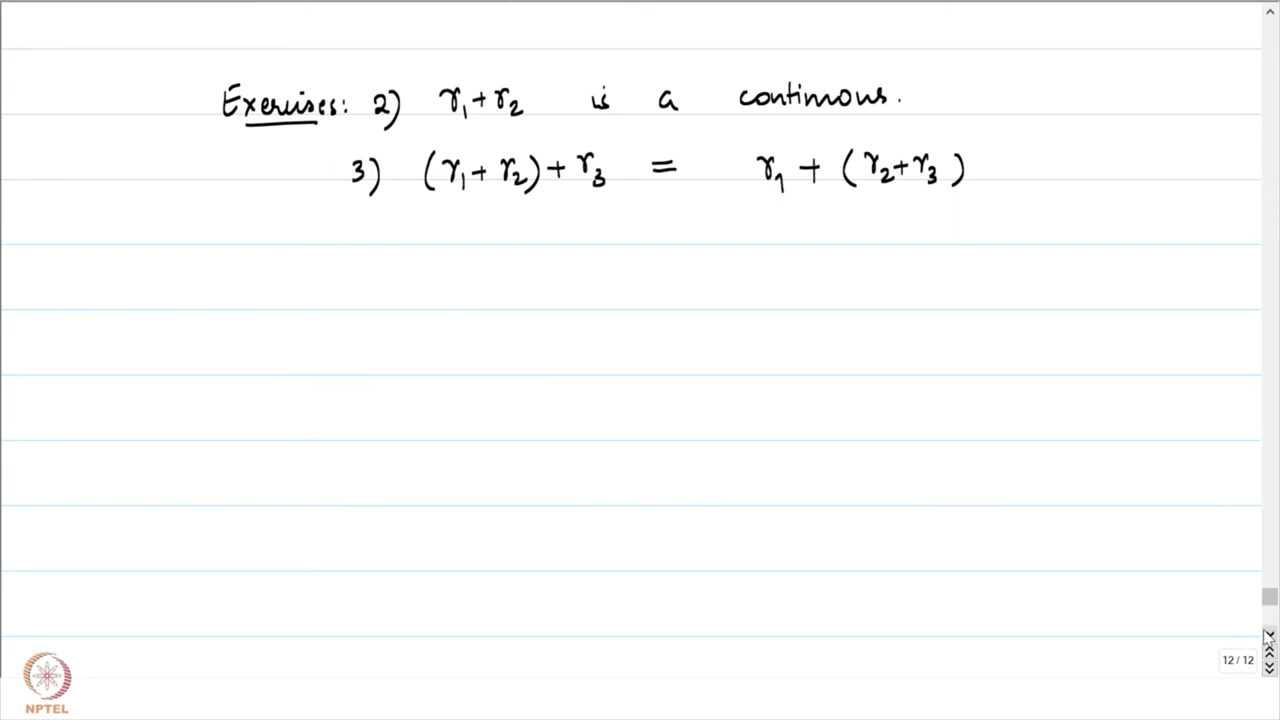 Exercises: 2) γ₁+γ₂ is a continous.
3) (γ₁+γ₂)+γ₃ = γ₁+(γ₂+γ₃)
12 / 12
NPTEL